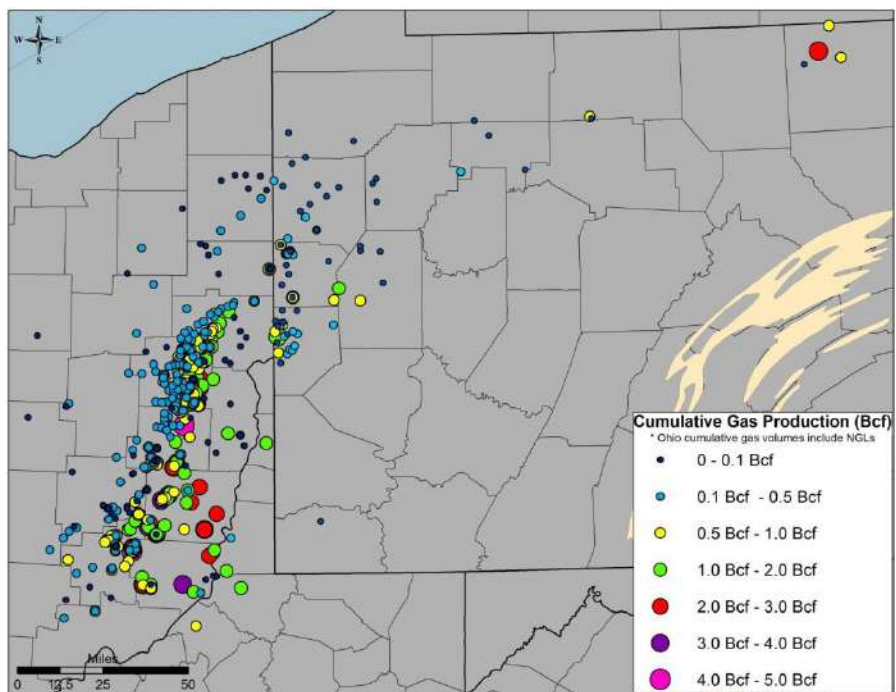 N
W E
S
Cumulative Gas Production (Bcf)
* Ohio cumulative gas volumes include NGLs
0 - 0.1 Bcf
0.1 Bcf - 0.5 Bcf
0.5 Bcf - 1.0 Bcf
1.0 Bcf - 2.0 Bcf
2.0 Bcf - 3.0 Bcf
3.0 Bcf - 4.0 Bcf
4.0 Bcf - 5.0 Bcf
Miles
0 12.5 25 50